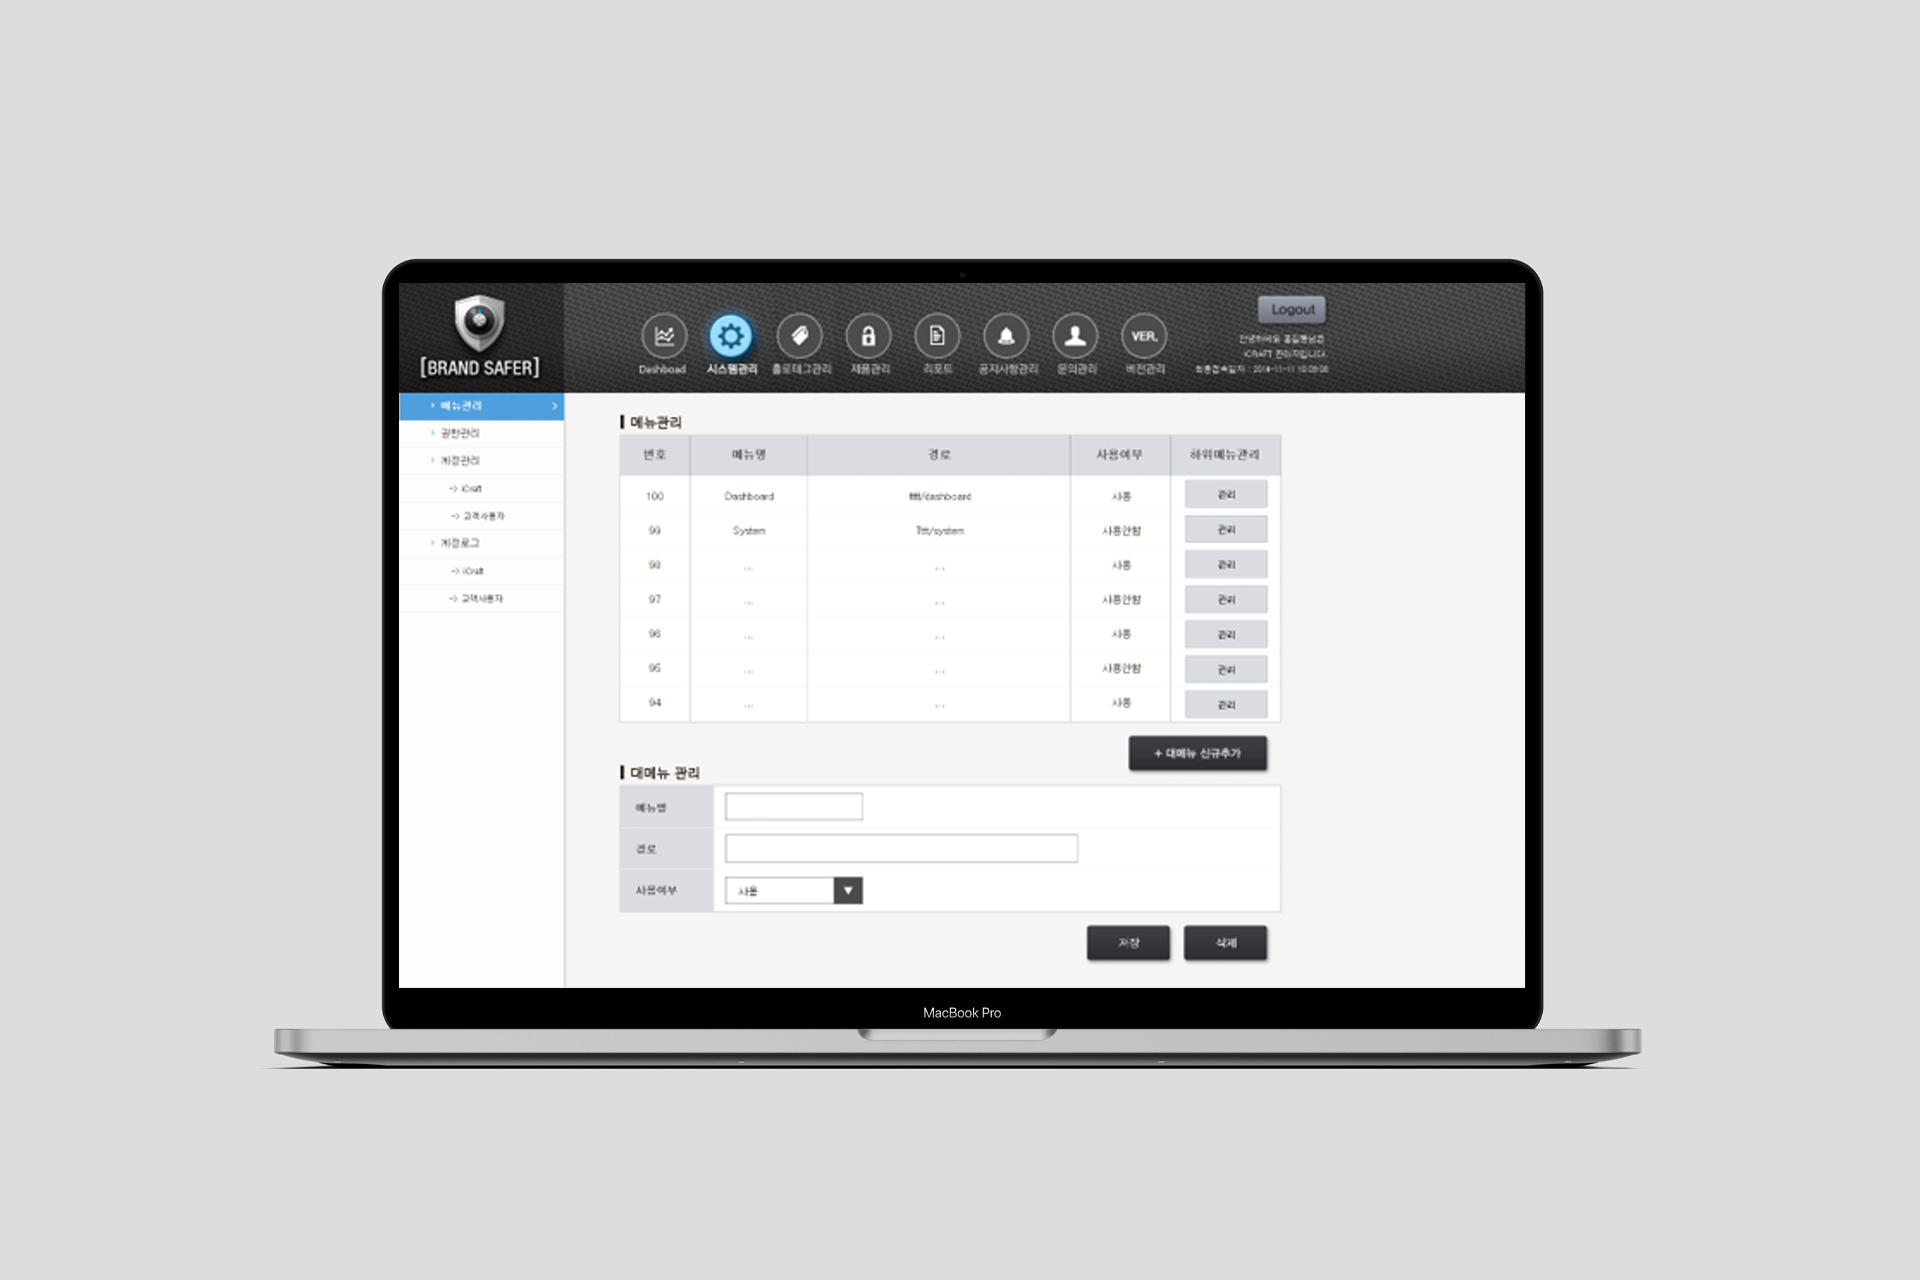 [BRAND SAFER]
Dashboad
시스템관리
홀로테그관리
제품관리
리포트
공지사항관리
문의관리
VER.
버전관리
Logout
안녕하세요 홍길동님은
iCRAFT 관리자입니다.
최종접속일자 : 2014-11-11 10:09:08
메뉴관리
권한관리
계정관리
-> iCraft
-> 고객사용자
계정로그
-> iCraft
-> 고객사용자
메뉴관리
번호 메뉴명 경로 사용여부 하위메뉴관리
100 Dashboard tttt/dashboard 사용 관리
99 System Tttt/system 사용안함 관리
98 ... ... 사용 관리
97 ... ... 사용안함 관리
96 ... ... 사용 관리
95 ... ... 사용안함 관리
94 ... ... 사용 관리
+ 대메뉴 신규추가
대메뉴 관리
메뉴명
경로
사용여부 사용
저장 삭제
MacBook Pro